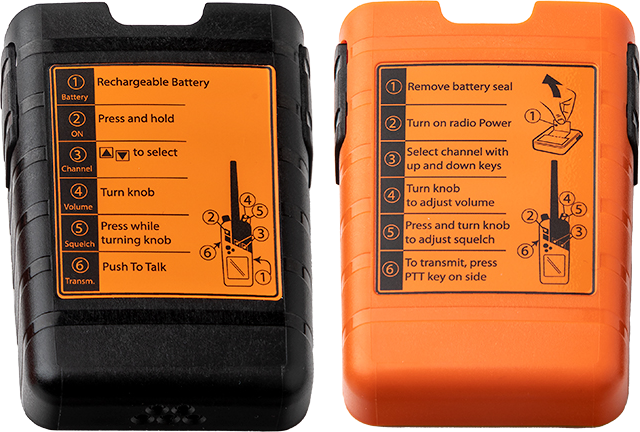 1
Battery
Rechargeable Battery
2
ON
Press and hold
3
Channel
▲ ▼ to select
4
Volume
Turn knob
5
Squelch
Press while
turning knob
6
Transm.
Push To Talk
2
4
5
3
6
1
1
Remove battery seal
1
2
Turn on radio Power
3
Select channel with
up and down keys
4
Turn knob
to adjust volume
5
Press and turn knob
to adjust squelch
6
To transmit, press
PTT key on side
2
4
5
3
6